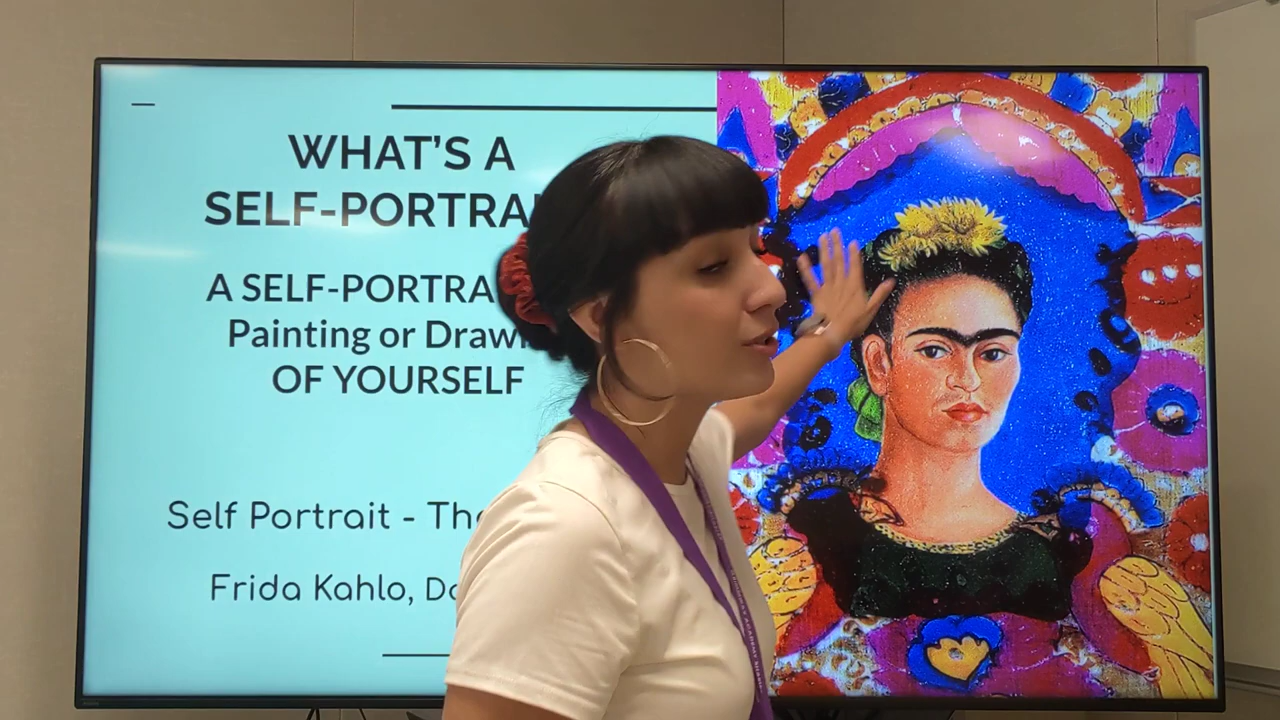 WHAT'S A
SELF-PORTRA
A SELF-PORTRA
Painting or Draw
OF YOURSELF
Self Portrait - The
Frida Kahlo,